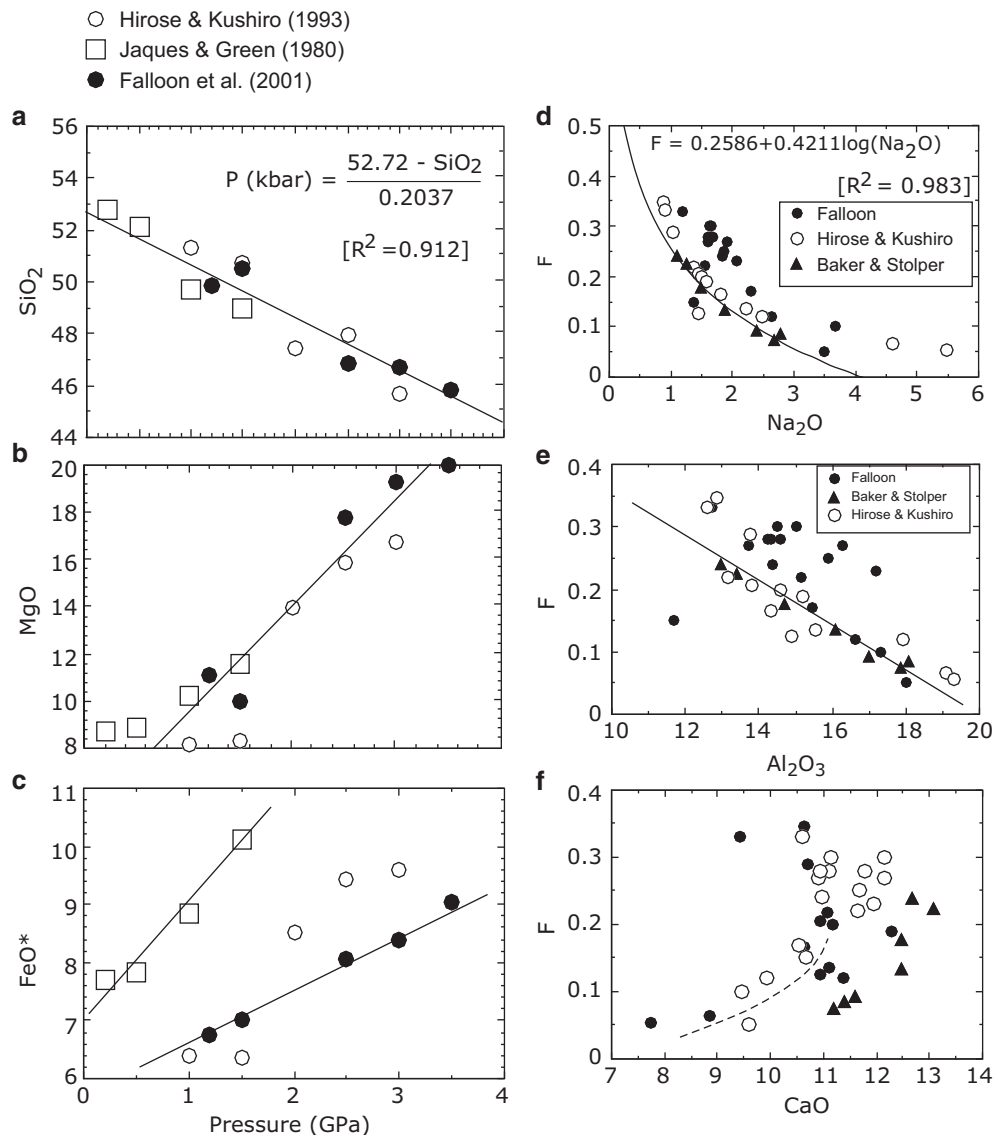 Hirose & Kushiro (1993)
Jaques & Green (1980)
Falloon et al. (2001)
a
56
54
52
50
48
46
44
SiO₂
P (kbar) = 52.72 - SiO₂
0.2037
[R² =0.912]
b
20
18
16
14
12
10
8
MgO
c
11
10
9
8
7
6
FeO*
0 1 2 3 4
Pressure (GPa)
d
0.5
0.4
0.3
0.2
0.1
0
F
F = 0.2586+0.4211log(Na₂O)
[R² = 0.983]
Falloon
Hirose & Kushiro
Baker & Stolper
0 1 2 3 4 5 6
Na₂O
e
0.4
0.3
0.2
0.1
0
F
Falloon
Baker & Stolper
Hirose & Kushiro
10 12 14 16 18 20
Al₂O₃
f
0.4
0.3
0.2
0.1
0
F
7 8 9 10 11 12 13 14
CaO